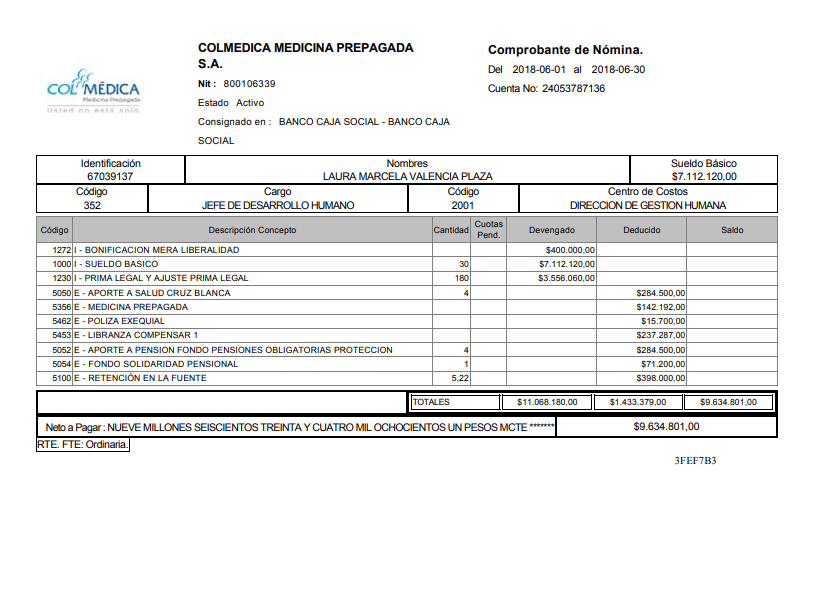 COLMEDICA MEDICINA PREPAGADA
S.A.
Nit : 800106339
Estado Activo
Consignado en : BANCO CAJA SOCIAL - BANCO CAJA
SOCIAL
Comprobante de Nómina.
Del 2018-06-01 al 2018-06-30
Cuenta No: 24053787136
COLMÉDICA
Medicina Prepagada
Usted no está solo
Identificación Nombres Sueldo Básico
67039137 LAURA MARCELA VALENCIA PLAZA $7.112.120,00
Código Cargo Código Centro de Costos
352 JEFE DE DESARROLLO HUMANO 2001 DIRECCION DE GESTION HUMANA
Código Descripción Concepto Cantidad Cuotas Pend. Devengado Deducido Saldo
1272 I - BONIFICACION MERA LIBERALIDAD $400.000,00
1000 I - SUELDO BASICO 30 $7.112.120,00
1230 I - PRIMA LEGAL Y AJUSTE PRIMA LEGAL 180 $3.556.060,00
5050 E - APORTE A SALUD CRUZ BLANCA 4 $284.500,00
5356 E - MEDICINA PREPAGADA $142.192,00
5462 E - POLIZA EXEQUIAL $15.700,00
5453 E - LIBRANZA COMPENSAR 1 $237.287,00
5052 E - APORTE A PENSION FONDO PENSIONES OBLIGATORIAS PROTECCION 4 $284.500,00
5054 E - FONDO SOLIDARIDAD PENSIONAL 1 $71.200,00
5100 E - RETENCIÓN EN LA FUENTE 5,22 $398.000,00
TOTALES $11.068.180,00 $1.433.379,00 $9.634.801,00
Neto a Pagar : NUEVE MILLONES SEISCIENTOS TREINTA Y CUATRO MIL OCHOCIENTOS UN PESOS MCTE ******* $9.634.801,00
RTE. FTE: Ordinaria.
3FEF7B3